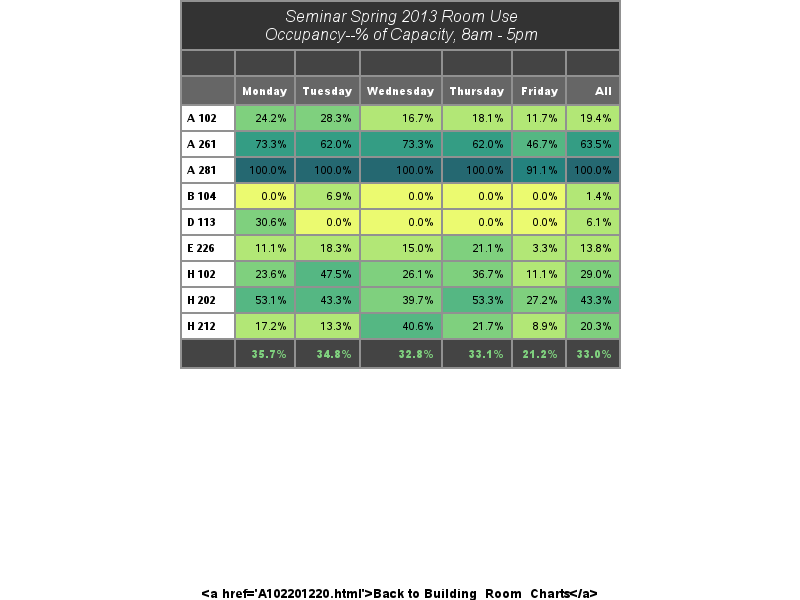 Seminar Spring 2013 Room Use
Occupancy--% of Capacity, 8am - 5pm
Monday Tuesday Wednesday Thursday Friday All
A 102 24.2% 28.3% 16.7% 18.1% 11.7% 19.4%
A 261 73.3% 62.0% 73.3% 62.0% 46.7% 63.5%
A 281 100.0% 100.0% 100.0% 100.0% 91.1% 100.0%
B 104 0.0% 6.9% 0.0% 0.0% 0.0% 1.4%
D 113 30.6% 0.0% 0.0% 0.0% 0.0% 6.1%
E 226 11.1% 18.3% 15.0% 21.1% 3.3% 13.8%
H 102 23.6% 47.5% 26.1% 36.7% 11.1% 29.0%
H 202 53.1% 43.3% 39.7% 53.3% 27.2% 43.3%
H 212 17.2% 13.3% 40.6% 21.7% 8.9% 20.3%
35.7% 34.8% 32.8% 33.1% 21.2% 33.0%
<a href='A102201220.html'>Back to Building_Room_Charts</a>